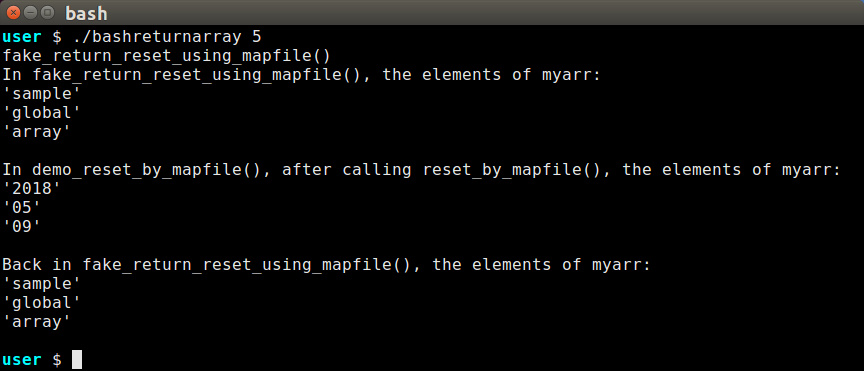 bash
user $ ./bashreturnarray 5
fake_return_reset_using_mapfile()
In fake_return_reset_using_mapfile(), the elements of myarr:
'sample'
'global'
'array'
In demo_reset_by_mapfile(), after calling reset_by_mapfile(), the elements of myarr:
'2018'
'05'
'09'
Back in fake_return_reset_using_mapfile(), the elements of myarr:
'sample'
'global'
'array'
user $